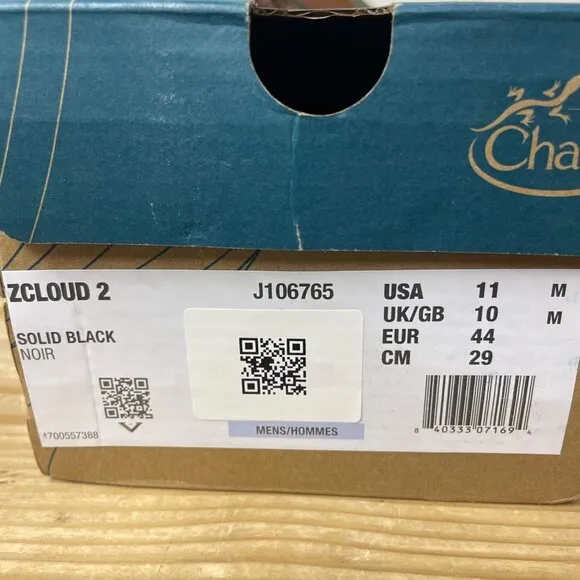 Cha
ZCLOUD 2
J106765
SOLID BLACK
NOIR
USA 11 M
UK/GB 10 M
EUR 44
CM 29
MENS/HOMMES
8 40333 07169 4